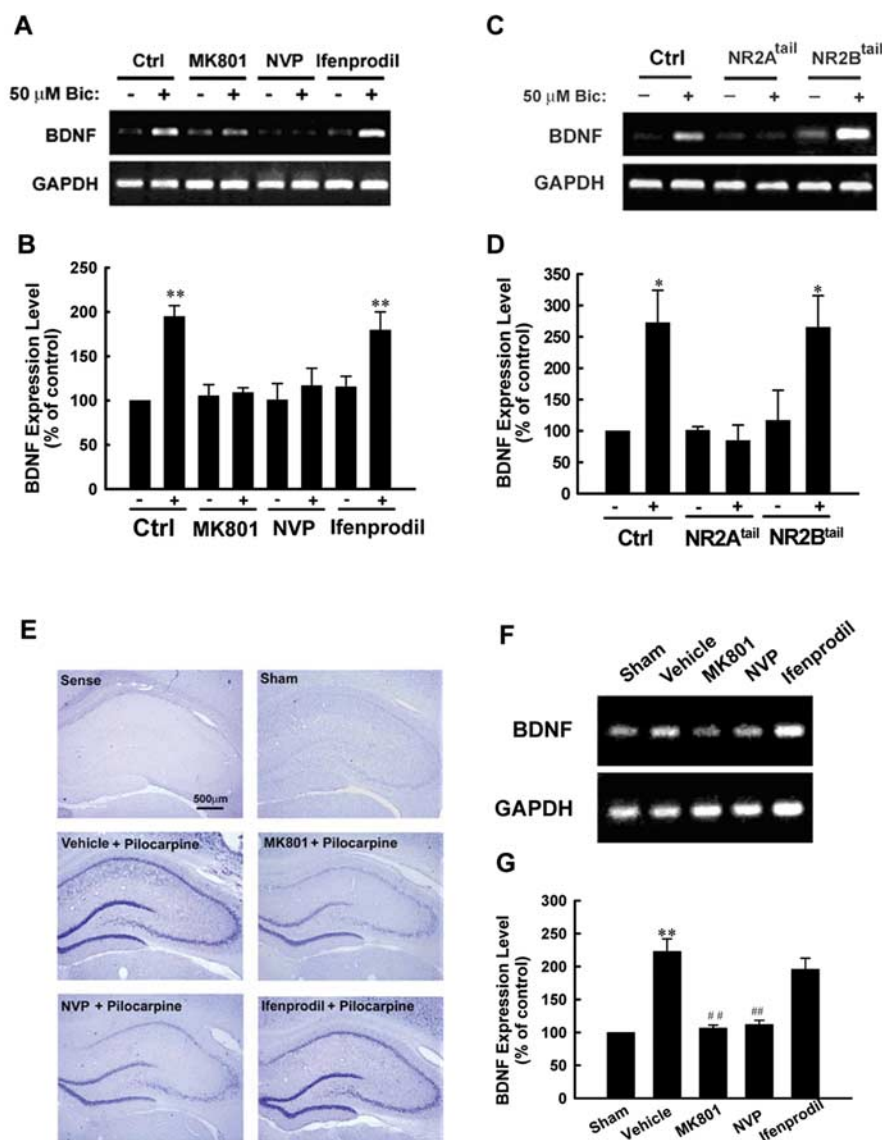 A
Ctrl MK801 NVP Ifenprodil
50 μM Bic: - + - + - + - +
BDNF
GAPDH
B
BDNF Expression Level
(% of control)
250
200
150
100
50
0
** **
- + - + - + - +
Ctrl MK801 NVP Ifenprodil
C
Ctrl NR2Atail NR2Btail
50 μM Bic: – + – + – +
BDNF
GAPDH
D
BDNF Expression Level
(% of control)
350
300
250
200
150
100
50
0
* *
- + - + - +
Ctrl NR2Atail NR2Btail
E
Sense
500μm
Sham
Vehicle + Pilocarpine
MK801 + Pilocarpine
NVP + Pilocarpine
Ifenprodil + Pilocarpine
F
Sham Vehicle MK801 NVP Ifenprodil
BDNF
GAPDH
G
BDNF Expression Level
(% of control)
250
200
150
100
50
0
** ## ##
Sham Vehicle MK801 NVP Ifenprodil